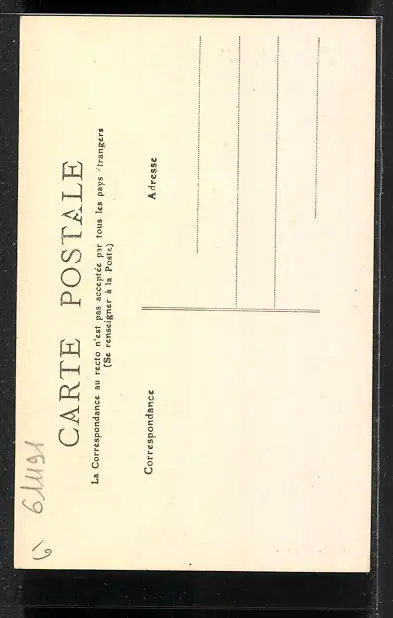 CARTE POSTALE
La Correspondance au recto n'est pas acceptée par tous les pays étrangers
(Se renseigner à la Poste)
Correspondance
Adresse